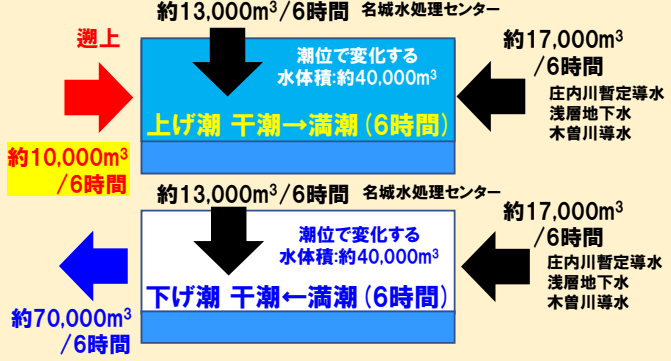 約13,000m³/6時間 名城水処理センター
遡上
潮位で変化する
水体積:約40,000m³
約17,000m³
/6時間
庄内川暫定導水
浅層地下水
木曽川導水
上げ潮 干潮→満潮(6時間)
約10,000m³
/6時間
約13,000m³/6時間 名城水処理センター
潮位で変化する
水体積:約40,000m³
約17,000m³
/6時間
庄内川暫定導水
浅層地下水
木曽川導水
下げ潮 干潮←満潮(6時間)
約70,000m³
/6時間